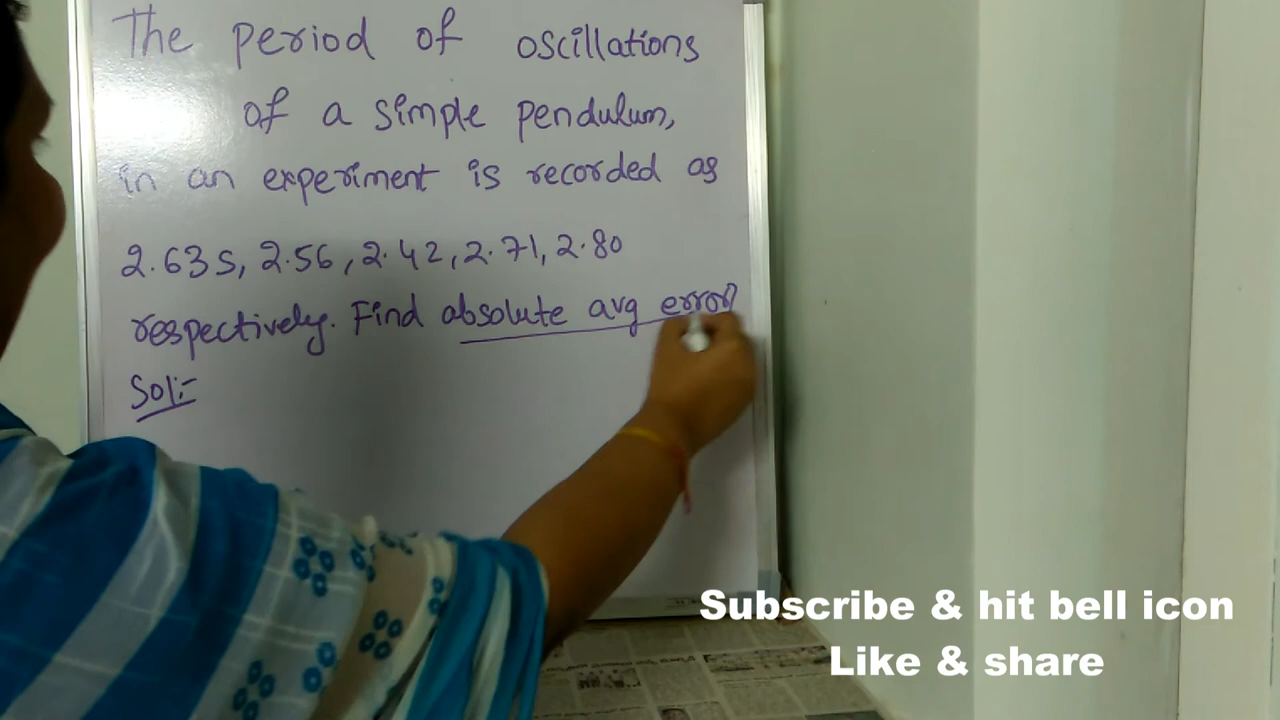 The period of oscillations
of a simple pendulum,
in an experiment is recorded as
2.63s, 2.56, 2.42, 2.71, 2.80
respectively. Find absolute avg error?
Sol:-
Subscribe & hit bell icon
Like & share